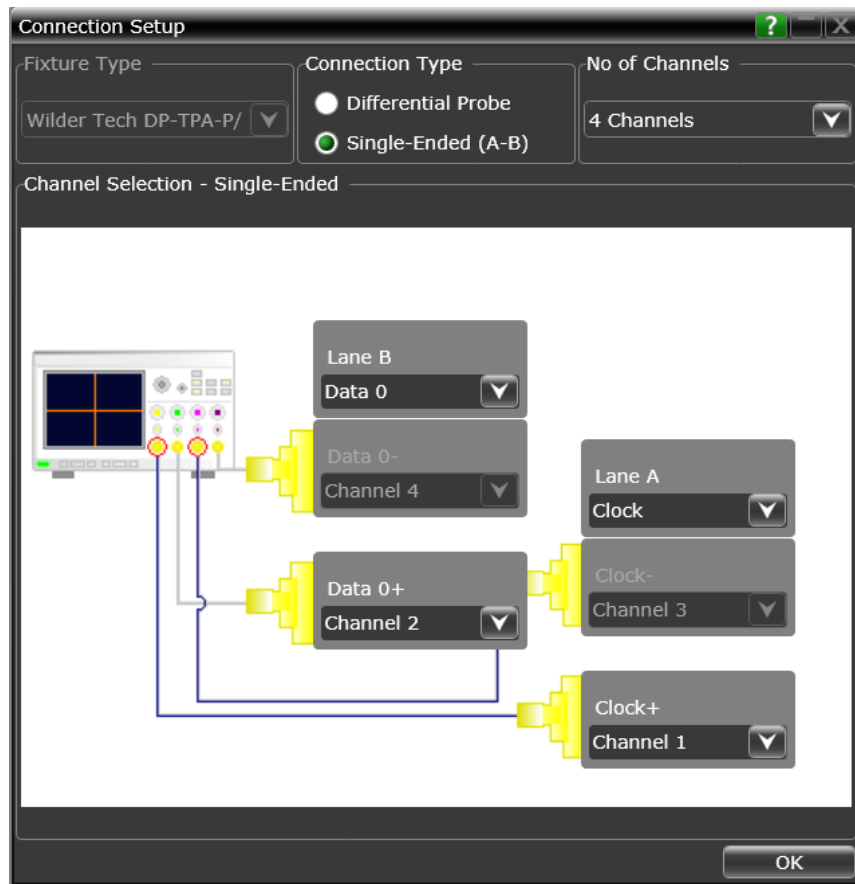 Connection Setup
?
X
Fixture Type
Connection Type
No of Channels
Wilder Tech DP-TPA-P/
Differential Probe
Single-Ended (A-B)
4 Channels
Channel Selection - Single-Ended
Lane B
Data 0
Data 0-
Channel 4
Lane A
Clock
Clock-
Channel 3
Data 0+
Channel 2
Clock+
Channel 1
OK